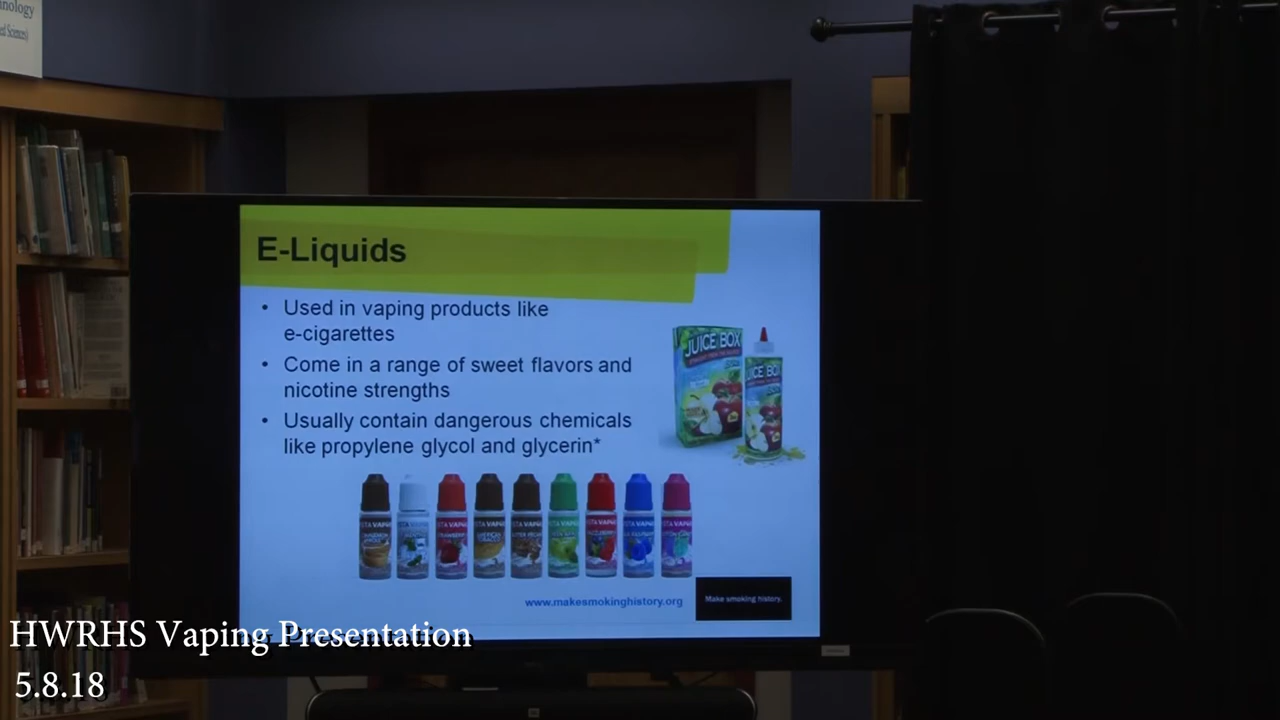 E-Liquids
• Used in vaping products like
e-cigarettes
• Come in a range of sweet flavors and
nicotine strengths
• Usually contain dangerous chemicals
like propylene glycol and glycerin*
JUICE BOX
JUICE BOX
www.makesmokinghistory.org
Make smoking history.
HWRHS Vaping Presentation
5.8.18